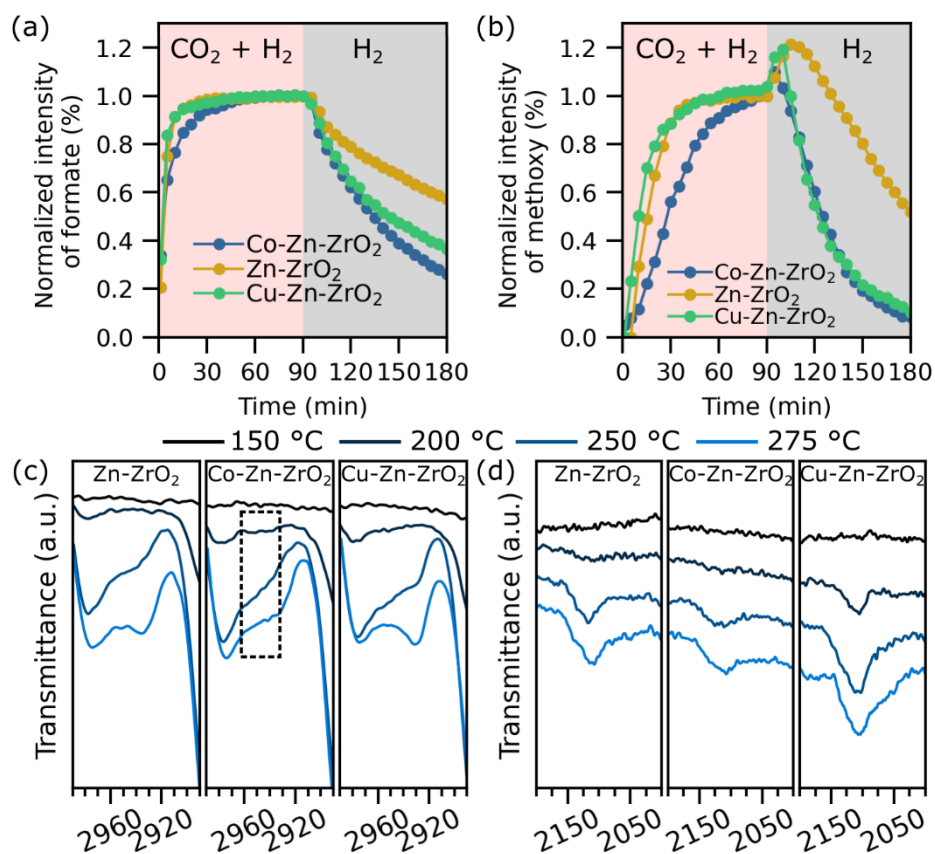 (a)
CO₂ + H₂
H₂
Normalized intensity
of formate (%)
1.2
1.0
0.8
0.6
0.4
0.2
0.0
Co-Zn-ZrO₂
Zn-ZrO₂
Cu-Zn-ZrO₂
0 30 60 90 120 150 180
Time (min)
(b)
CO₂ + H₂
H₂
Normalized intensity
of methoxy (%)
1.2
1.0
0.8
0.6
0.4
0.2
0.0
Co-Zn-ZrO₂
Zn-ZrO₂
Cu-Zn-ZrO₂
0 30 60 90 120 150 180
Time (min)
150 °C 200 °C 250 °C 275 °C
(c)
Transmittance (a.u.)
Zn-ZrO₂
Co-Zn-ZrO₂
Cu-Zn-ZrO₂
2960 2920
2960 2920
2960 2920
(d)
Transmittance (a.u.)
Zn-ZrO₂
Co-Zn-ZrO₂
Cu-Zn-ZrO₂
2150 2050
2150 2050
2150 2050